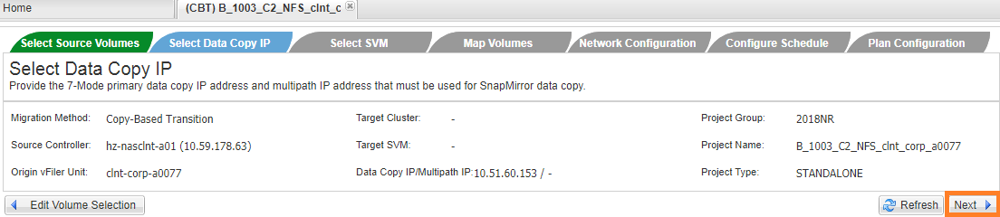 Home (CBT) B_1003_C2_NFS_clnt_c
Select Source Volumes Select Data Copy IP Select SVM Map Volumes Network Configuration Configure Schedule Plan Configuration
Select Data Copy IP
Provide the 7-Mode primary data copy IP address and multipath IP address that must be used for SnapMirror data copy.
Migration Method: Copy-Based Transition Target Cluster: - Project Group: 2018NR
Source Controller: hz-nasclnt-a01 (10.59.178.63) Target SVM: - Project Name: B_1003_C2_NFS_clnt_corp_a0077
Origin vFiler Unit: clnt-corp-a0077 Data Copy IP/Multipath IP: 10.51.60.153 / - Project Type: STANDALONE
Edit Volume Selection Refresh Next